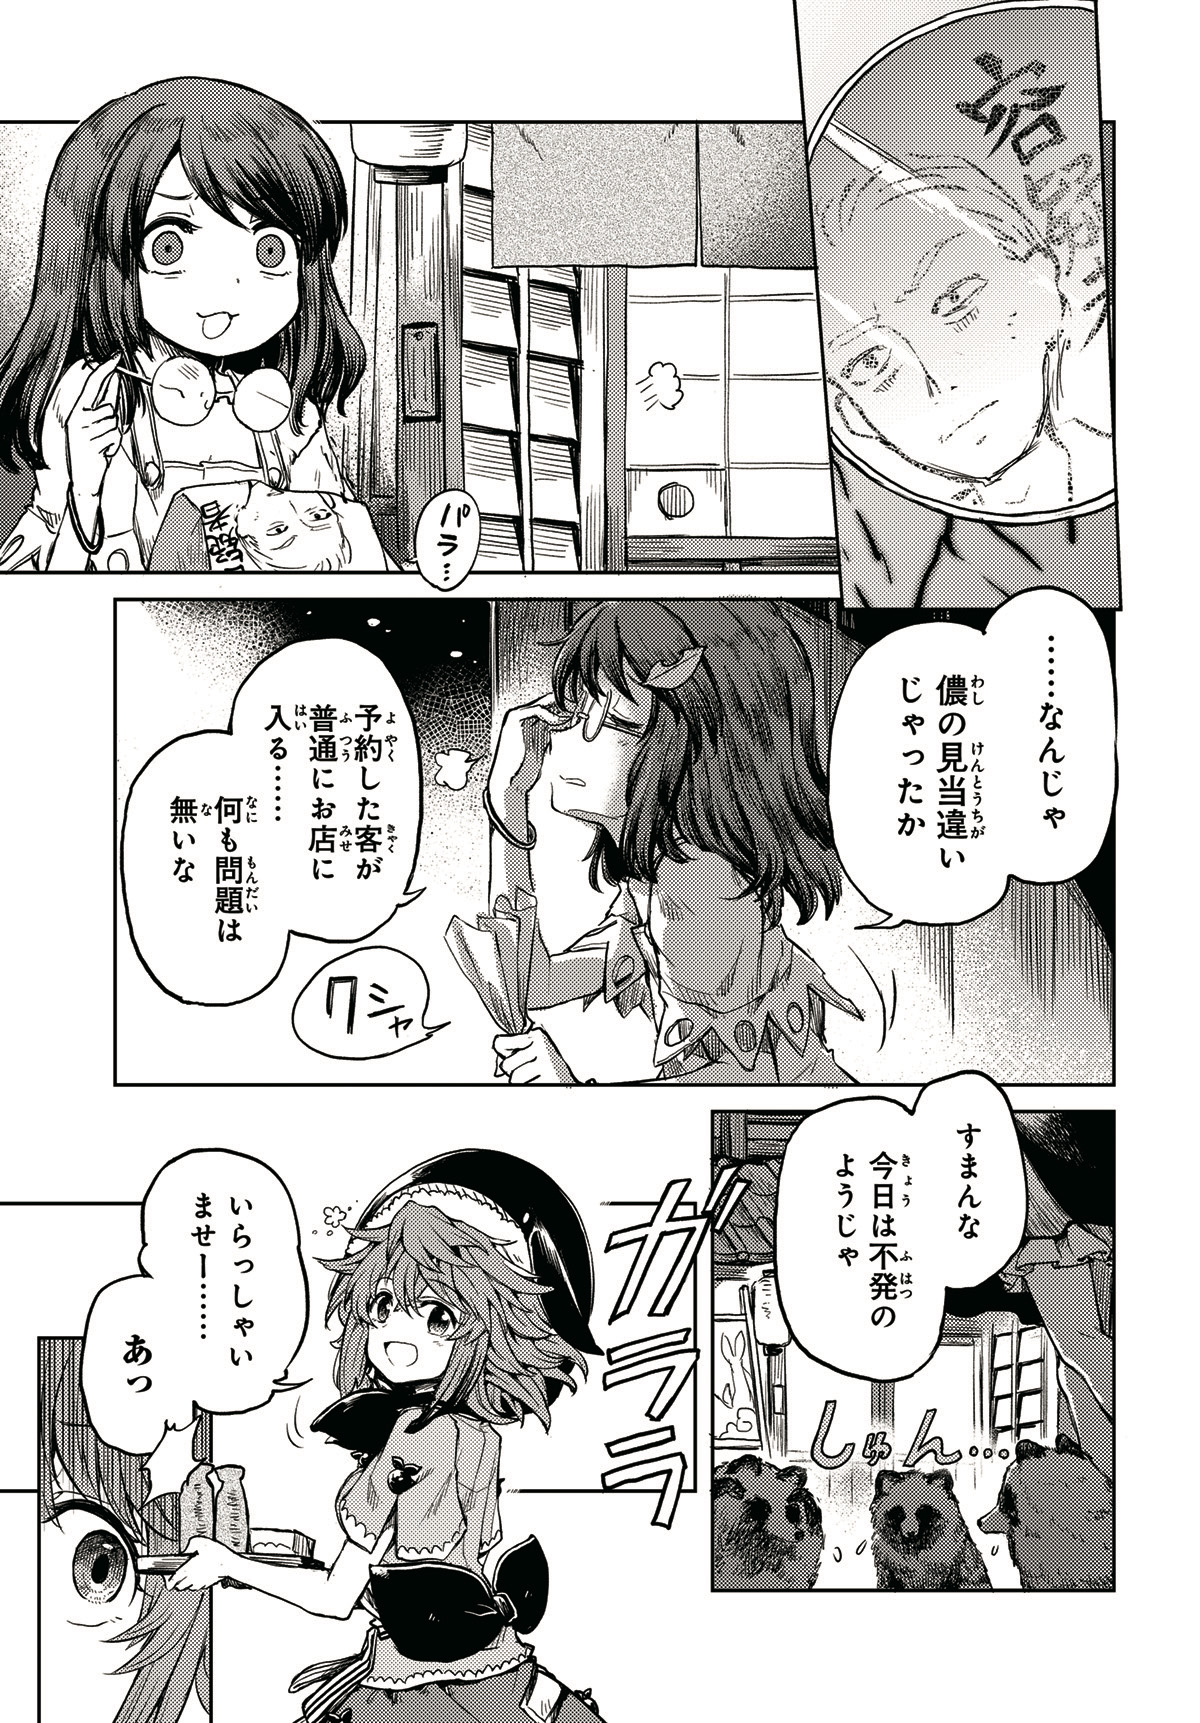 パラ…
……なんじゃ
儂の見当違い
じゃったか
予約した客が
普通にお店に
入る……
何も問題は
無いな
クシャ
すまんな
今日は不発の
ようじゃ
しゅん…
ガラララ
いらっしゃい
ませー……
あっ